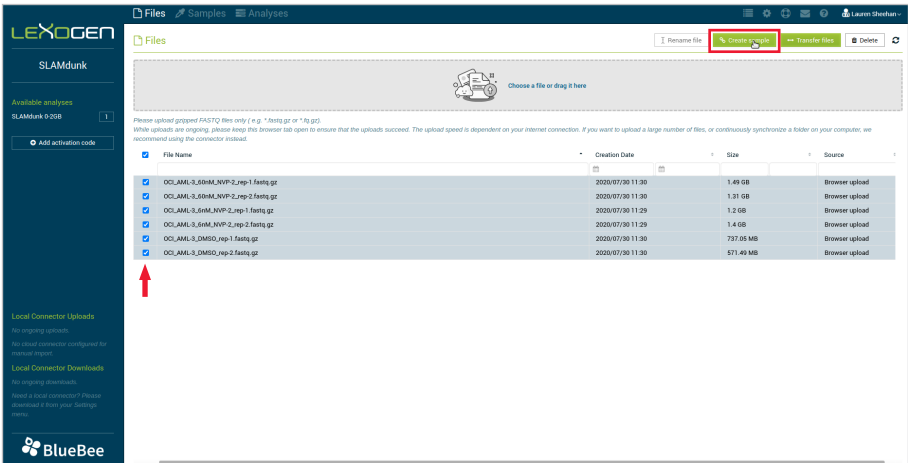 Files Samples Analyses
Lauren Sheehan
LEXOGEN
Files
Rename file
Create sample
Transfer files
Delete
SLAMdunk
Choose a file or drag it here
Available analyses
SLAMdunk 0-2GB 1
Add activation code
Please upload gzipped FASTQ files only ( e.g. *.fastq.gz or *.fq.gz).
While uploads are ongoing, please keep this browser tab open to ensure that the uploads succeed. The upload speed is dependent on your internet connection. If you want to upload a large number of files, or continuously synchronize a folder on your computer, we
recommend using the connector instead.
File Name Creation Date Size Source
OCI_AML-3_60nM_NVP-2_rep-1.fastq.gz 2020/07/30 11:30 1.49 GB Browser upload
OCI_AML-3_60nM_NVP-2_rep-2.fastq.gz 2020/07/30 11:30 1.31 GB Browser upload
OCI_AML-3_6nM_NVP-2_rep-1.fastq.gz 2020/07/30 11:29 1.2 GB Browser upload
OCI_AML-3_6nM_NVP-2_rep-2.fastq.gz 2020/07/30 11:29 1.4 GB Browser upload
OCI_AML-3_DMSO_rep-1.fastq.gz 2020/07/30 11:30 737.05 MB Browser upload
OCI_AML-3_DMSO_rep-2.fastq.gz 2020/07/30 11:30 571.49 MB Browser upload
Local Connector Uploads
No ongoing uploads.
No cloud connector configured for
manual import.
Local Connector Downloads
No ongoing downloads.
Need a local connector? Please
download it from your Settings
menu.
BlueBee